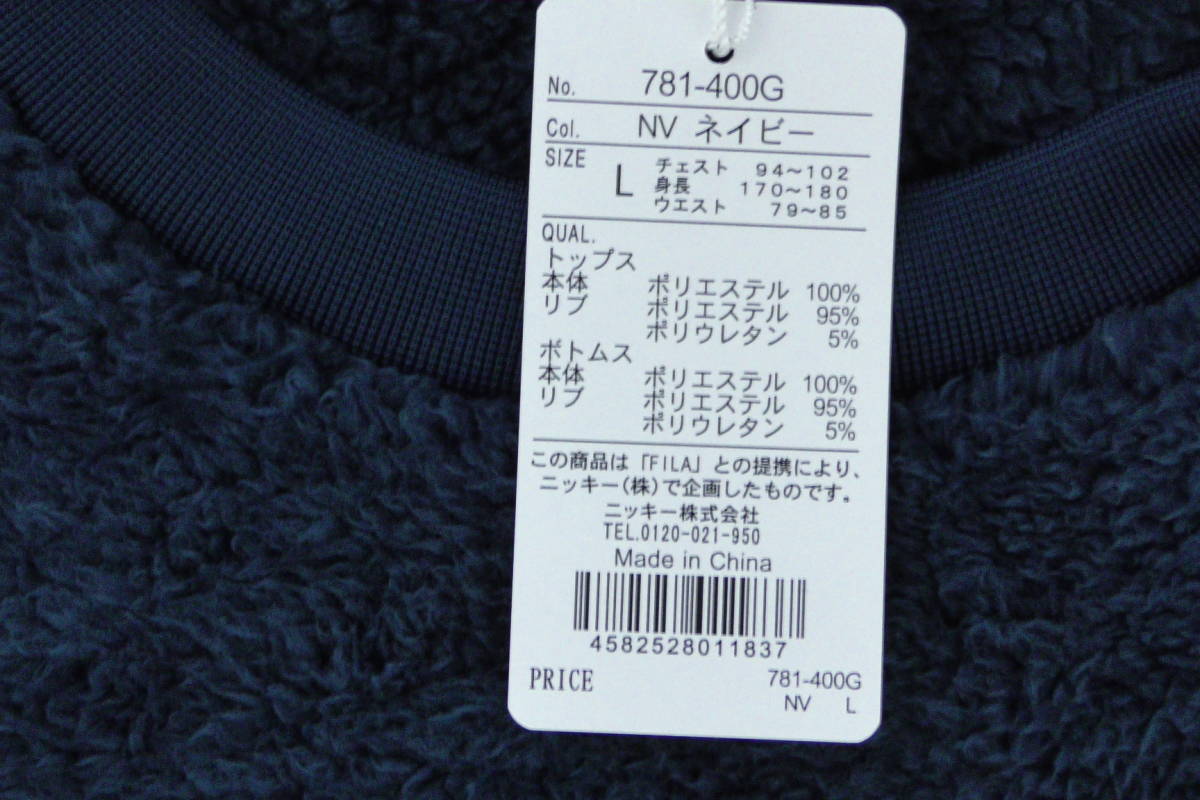 No. 781-400G
Col. NV ネイビー
SIZE L チェスト 94〜102
身長 170〜180
ウエスト 79〜85
QUAL.
トップス
本体 ポリエステル 100%
リブ ポリエステル 95%
ポリウレタン 5%
ボトムス
本体 ポリエステル 100%
リブ ポリエステル 95%
ポリウレタン 5%
この商品は「FILA」との提携により、
ニッキー(株)で企画したものです。
ニッキー株式会社
TEL.0120-021-950
Made in China
4582528011837
PRICE 781-400G
NV L